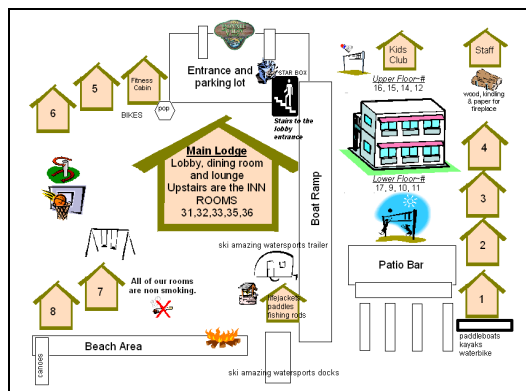 Entrance and
parking lot
STAR BOX
Stairs to the
lobby
entrance
Kids
Club
Staff
Upper Floor-#
16, 15, 14, 12
wood, kindling
& paper for
fireplace
Fitness
Cabin
5
6
pop
BIKES
Main Lodge
Lobby, dining room
and lounge
Upstairs are the INN
ROOMS
31,32,33,35,36
Boat Ramp
Lower Floor-#
17, 9, 10, 11
4
3
2
1
ski amazing watersports trailer
Patio Bar
All of our rooms
are non smoking.
7
8
lifejackets
paddles
fishing rods
paddleboats
kayaks
waterbike
Beach Area
canoes
ski amazing watersports docks